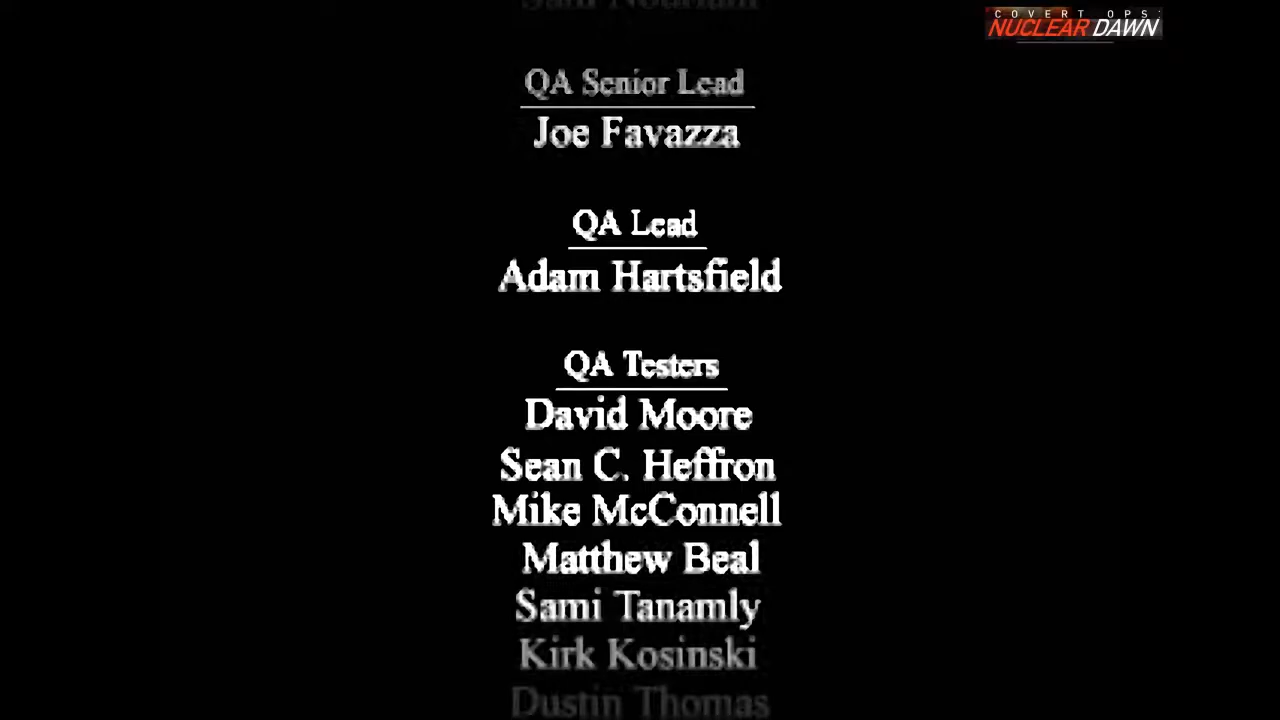 COVERT OPS
NUCLEAR DAWN
QA Senior Lead
Joe Favazza
QA Lead
Adam Hartsfield
QA Testers
David Moore
Sean C. Heffron
Mike McConnell
Matthew Beal
Sami Tanamly
Kirk Kosinski
Dustin Thomas